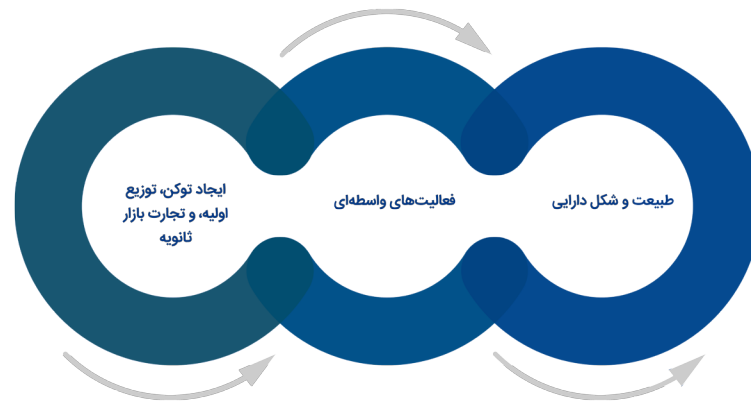 طبیعت و شکل دارایی
فعالیت‌های واسطه‌ای
ایجاد توکن، توزیع
اولیه، و تجارت بازار
ثانویه